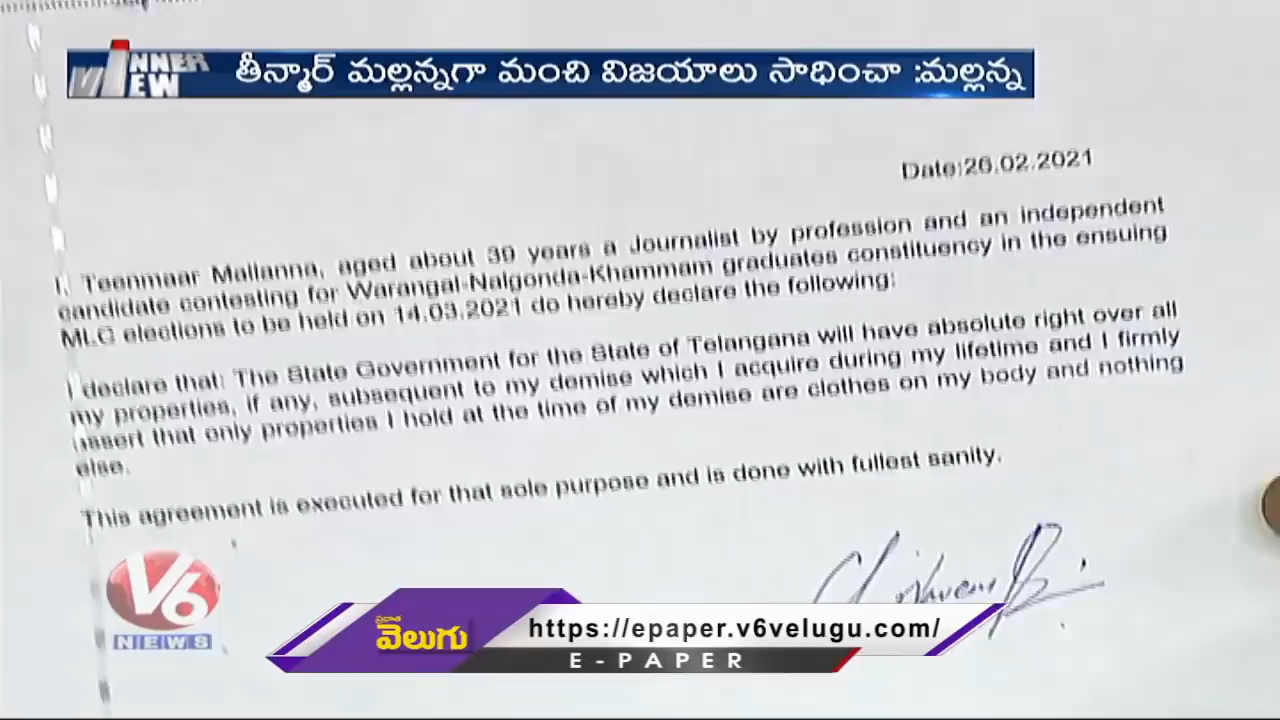 INNER
VIEW
తీన్మార్ మల్లన్నగా మంచి విజయాలు సాధించా :మల్లన్న
Date:26.02.2021
I, Teenmaar Mallanna, aged about 39 years a Journalist by profession and an independent
candidate contesting for Warangal-Nalgonda-Khammam graduates constituency in the ensuing
MLC elections to be held on 14.03.2021 do hereby declare the following:
I declare that: The State Government for the State of Telangana will have absolute right over all
my properties, if any, subsequent to my demise which I acquire during my lifetime and I firmly
assert that only properties I hold at the time of my demise are clothes on my body and nothing
else.
This agreement is executed for that sole purpose and is done with fullest sanity.
V6
NEWS
ప్రభాత
వెలుగు
https://epaper.v6velugu.com/
E-PAPER